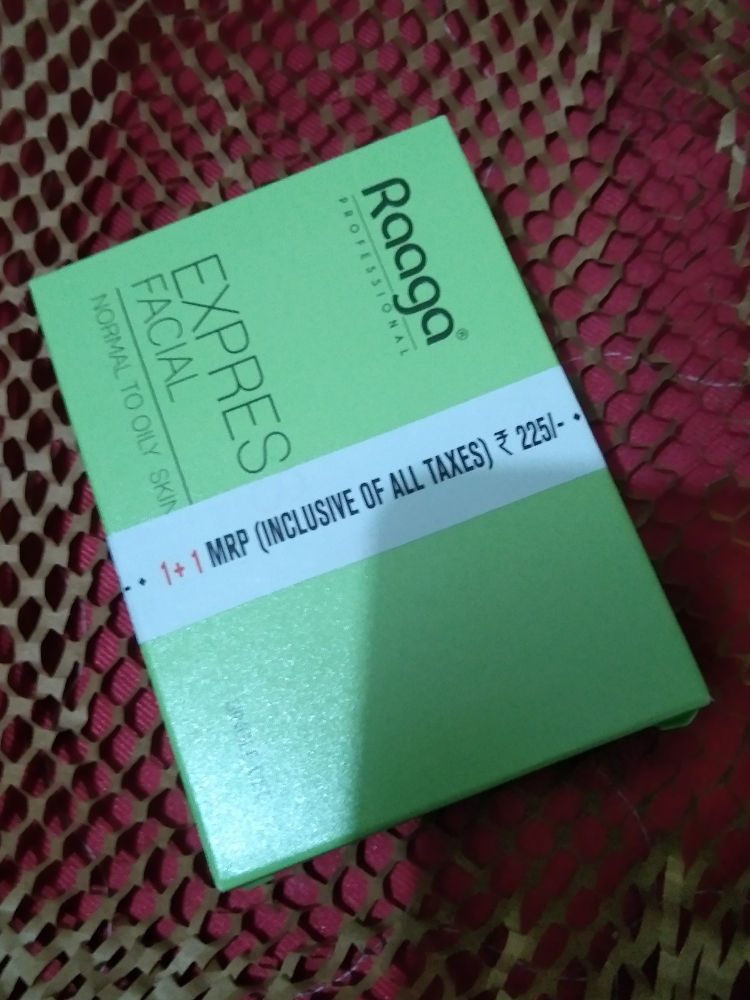 Raaga®
PROFESSIONAL
EXPRES
FACIAL
NORMAL TO OILY SKIN
1+1 MRP (INCLUSIVE OF ALL TAXES) ₹ 225/-